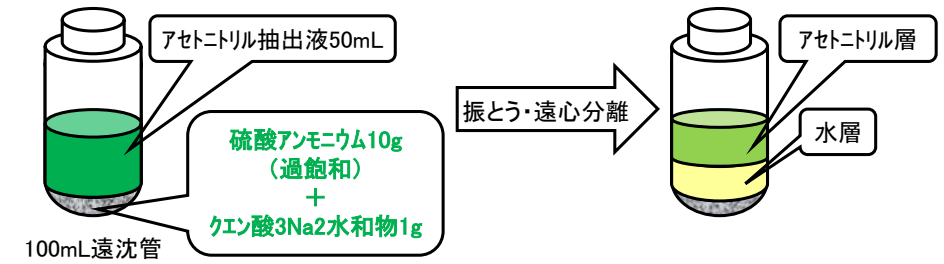 アセトニトリル抽出液50mL
硫酸アンモニウム10g
(過飽和)
+
クエン酸3Na2水和物1g
100mL遠沈管
振とう・遠心分離
アセトニトリル層
水層